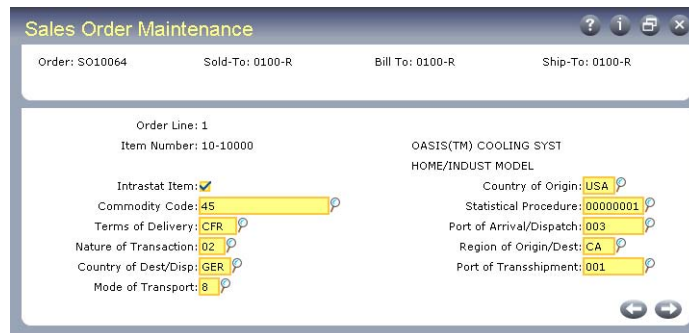 Sales Order Maintenance
Order: SO10064 Sold-To: 0100-R Bill To: 0100-R Ship-To: 0100-R
Order Line: 1
Item Number: 10-10000 OASIS(TM) COOLING SYST
HOME/INDUST MODEL
Intrastat Item: Country of Origin: USA
Commodity Code: 45 Statistical Procedure: 00000001
Terms of Delivery: CFR Port of Arrival/Dispatch: 003
Nature of Transaction: 02 Region of Origin/Dest: CA
Country of Dest/Disp: GER Port of Transshipment: 001
Mode of Transport: 8